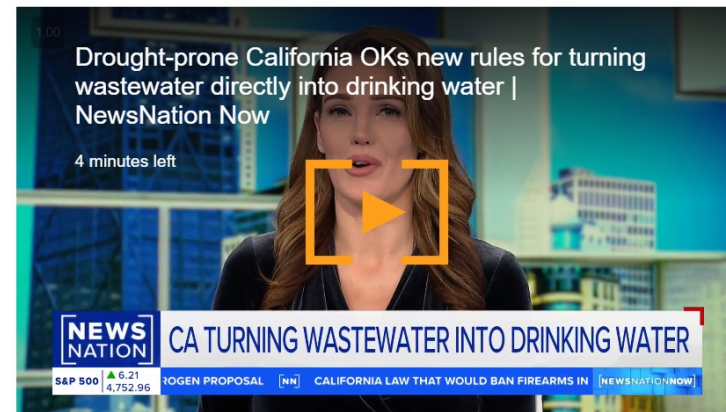 1.00
Drought-prone California OKs new rules for turning
wastewater directly into drinking water |
NewsNation Now
4 minutes left
NEWS
NATION
CA TURNING WASTEWATER INTO DRINKING WATER
S&P 500 ▲ 6.21
4,752.96
ROGEN PROPOSAL [NN] CALIFORNIA LAW THAT WOULD BAN FIREARMS IN [NEWSNATIONNOW]